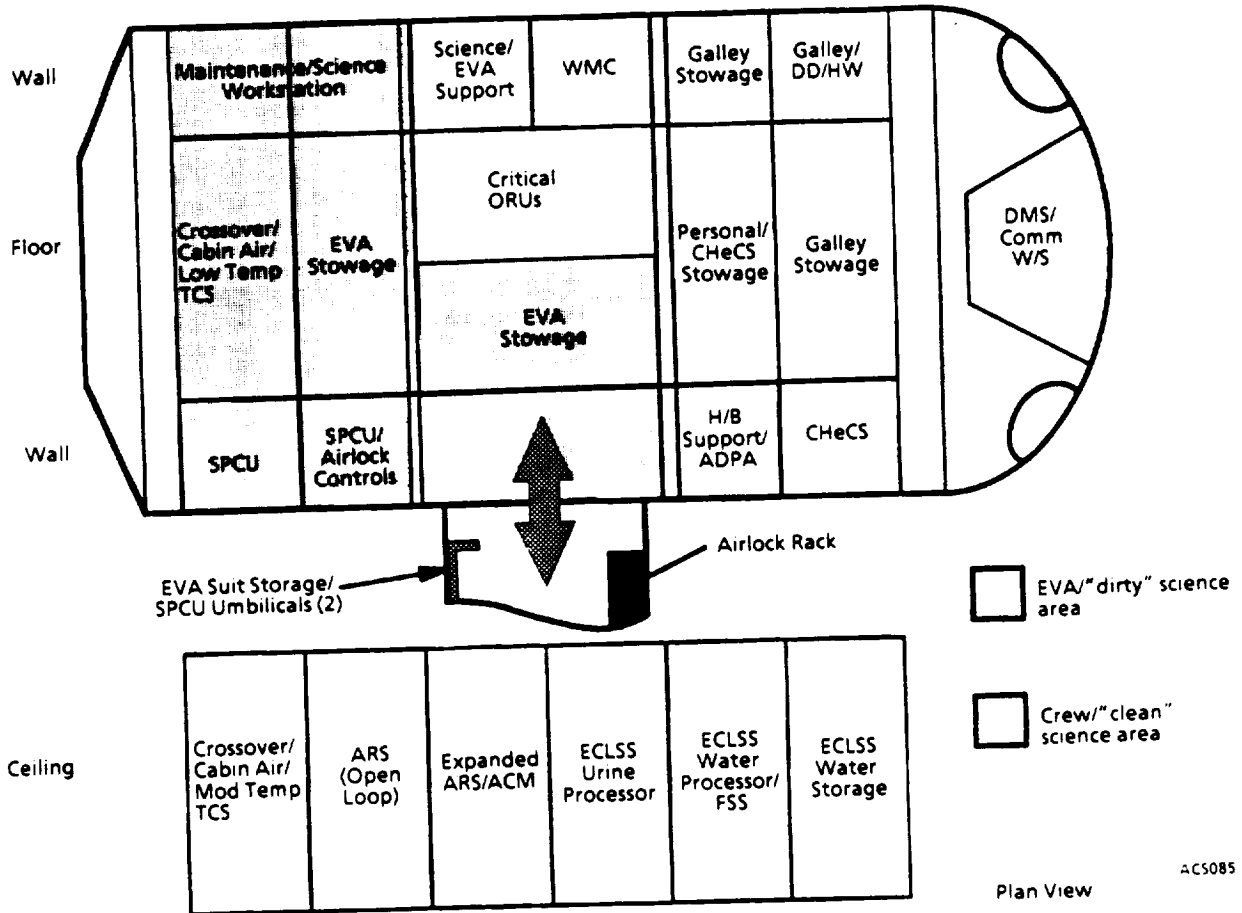 Wall
Maintenance/Science
Workstation
Science/
EVA
Support
WMC
Galley
Stowage
Galley/
DD/HW
Floor
Crossover/
Cabin Air/
Low Temp
TCS
EVA
Stowage
Critical
ORUs
EVA
Stowage
Personal/
CHeCS
Stowage
Galley
Stowage
DMS/
Comm
W/S
Wall
SPCU
SPCU/
Airlock
Controls
H/B
Support/
ADPA
CHeCS
EVA Suit Storage/
SPCU Umbilicals (2)
Airlock Rack
EVA/"dirty" science
area
Crew/"clean"
science area
Ceiling
Crossover/
Cabin Air/
Mod Temp
TCS
ARS
(Open
Loop)
Expanded
ARS/ACM
ECLSS
Urine
Processor
ECLSS
Water
Processor/
FSS
ECLSS
Water
Storage
Plan View
ACS085